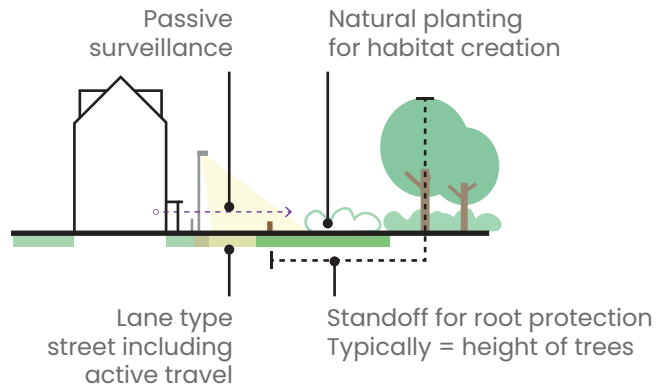 Passive
surveillance
Natural planting
for habitat creation
Lane type
street including
active travel
Standoff for root protection
Typically = height of trees